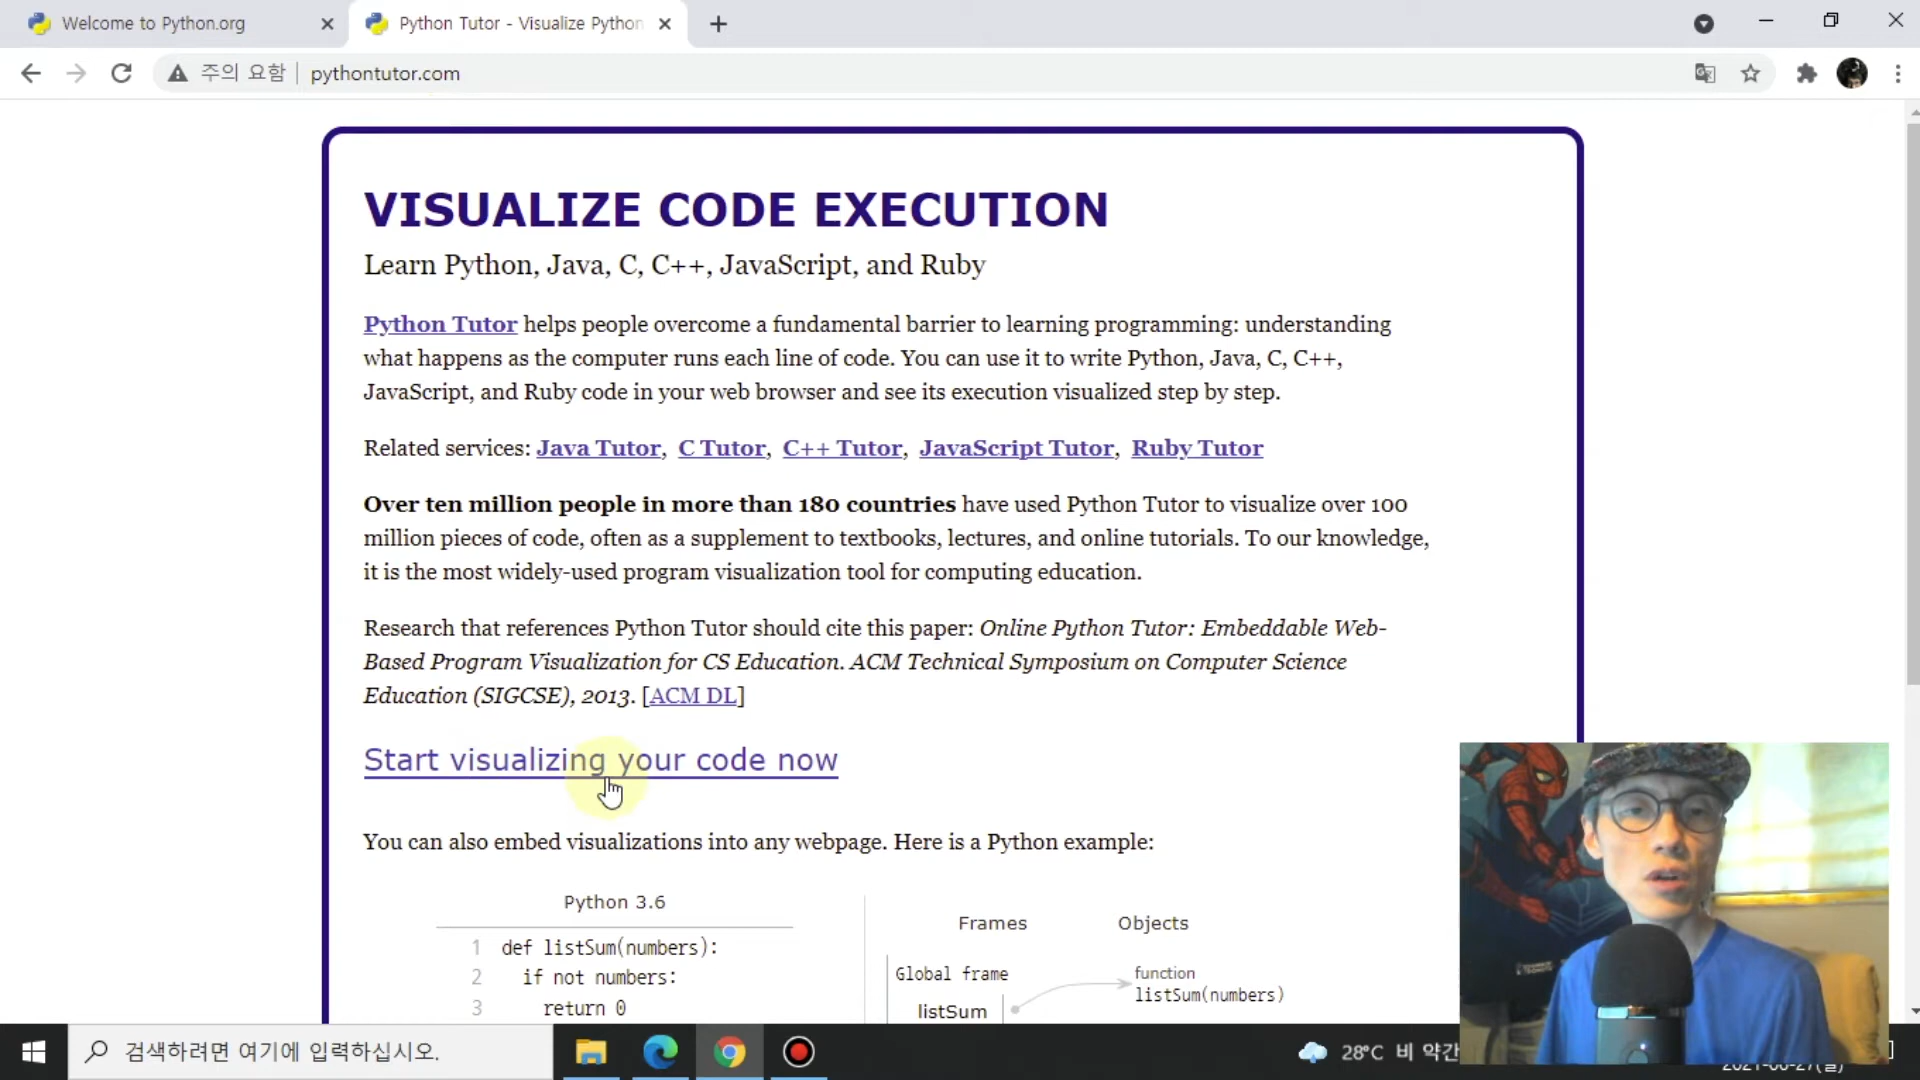 Welcome to Python.org
Python Tutor - Visualize Python
주의 요함
pythontutor.com
VISUALIZE CODE EXECUTION
Learn Python, Java, C, C++, JavaScript, and Ruby
Python Tutor helps people overcome a fundamental barrier to learning programming: understanding
what happens as the computer runs each line of code. You can use it to write Python, Java, C, C++,
JavaScript, and Ruby code in your web browser and see its execution visualized step by step.
Related services: Java Tutor, C Tutor, C++ Tutor, JavaScript Tutor, Ruby Tutor
Over ten million people in more than 180 countries have used Python Tutor to visualize over 100
million pieces of code, often as a supplement to textbooks, lectures, and online tutorials. To our knowledge,
it is the most widely-used program visualization tool for computing education.
Research that references Python Tutor should cite this paper: Online Python Tutor: Embeddable Web-
Based Program Visualization for CS Education. ACM Technical Symposium on Computer Science
Education (SIGCSE), 2013. [ACM DL]
Start visualizing your code now
You can also embed visualizations into any webpage. Here is a Python example:
Python 3.6
1 def listSum(numbers):
2 if not numbers:
3 return 0
Frames Objects
Global frame
listSum
function
listSum(numbers)
검색하려면 여기에 입력하십시오.
28°C 비 약간